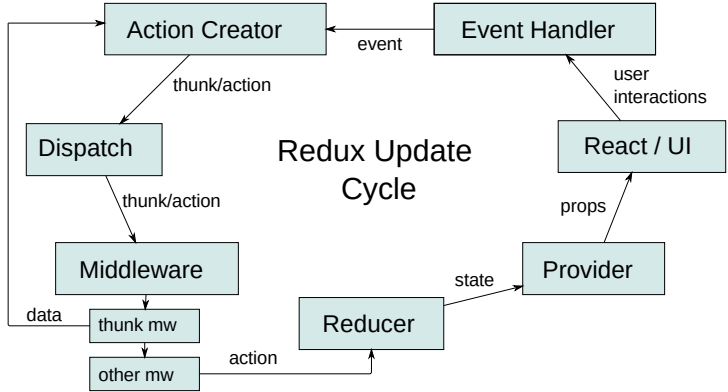 Action Creator
event
Event Handler
thunk/action
user
interactions
Dispatch
Redux Update
Cycle
React / UI
thunk/action
props
Middleware
Provider
state
data
thunk mw
Reducer
other mw
action